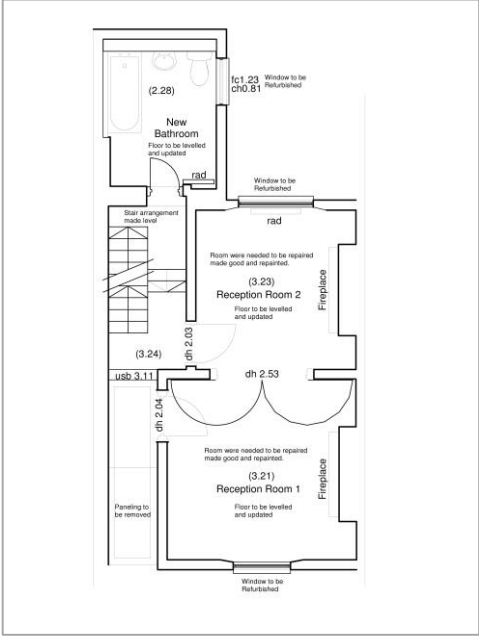 fc1.23
ch0.81
Window to be
Refurbished
(2.28)
New
Bathroom
Floor to be levelled
and updated
rad
Window to be
Refurbished
Stair arrangement
made level
rad
Room were needed to be repaired
made good and repainted.
(3.23)
Reception Room 2
Fireplace
Floor to be levelled
and updated
dh 2.03
(3.24)
usb 3.11
dh 2.53
dh 2.04
Room were needed to be repaired
made good and repainted.
(3.21)
Reception Room 1
Fireplace
Paneling to
be removed
Floor to be levelled
and updated
Window to be
Refurbished